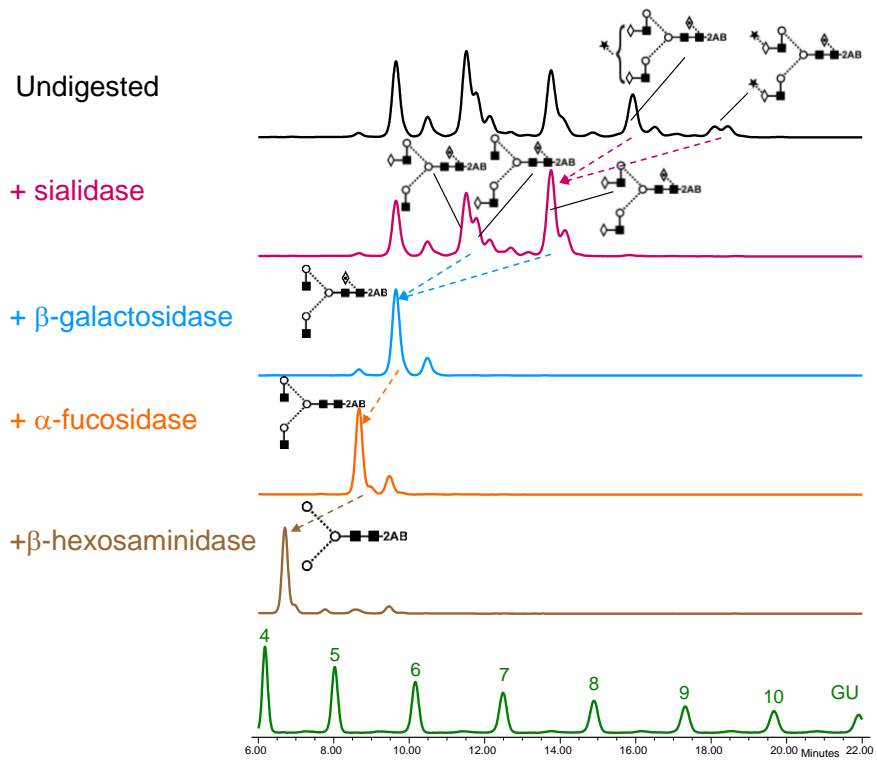 -2AB
-2AB
Undigested
-2AB
-2AB
+ sialidase
-2AB
-2AB
+ β-galactosidase
-2AB
+ α-fucosidase
+β-hexosaminidase
-2AB
4
5
6
7
8
9
10
GU
6.00 8.00 10.00 12.00 14.00 16.00 18.00 20.00 Minutes 22.00